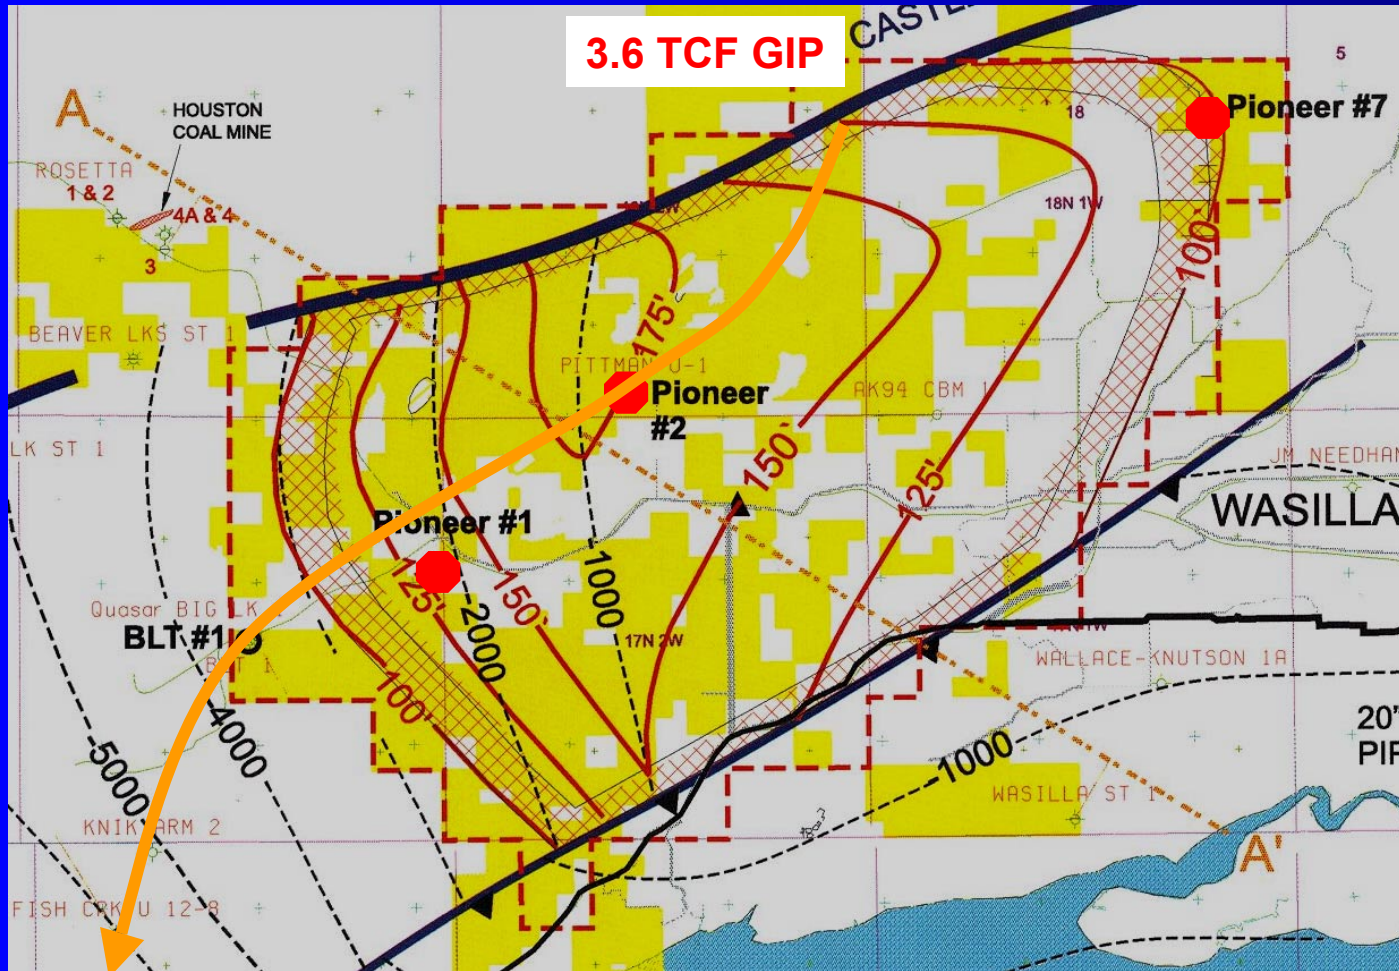 3.6 TCF GIP
5
A
HOUSTON
COAL MINE
Pioneer #7
18
ROSETTA
1 & 2
4A & 4
18N 1W
3
100'
BEAVER LKS ST 1
175'
PITTMAN U-1
Pioneer
#2
AK94 CBM 1
LK ST 1
150'
125'
JM NEEDHAM
WASILLA
Pioneer #1
125'
2000
150'
1000
Quasar BIG LK
BLT #1
BLT 1
17N 2W
WALLACE-KNUTSON 1A
100'
4000
5000
-1000
20"
WASILLA ST 1
KNIK ARM 2
A'
FISH CRK U 12-8